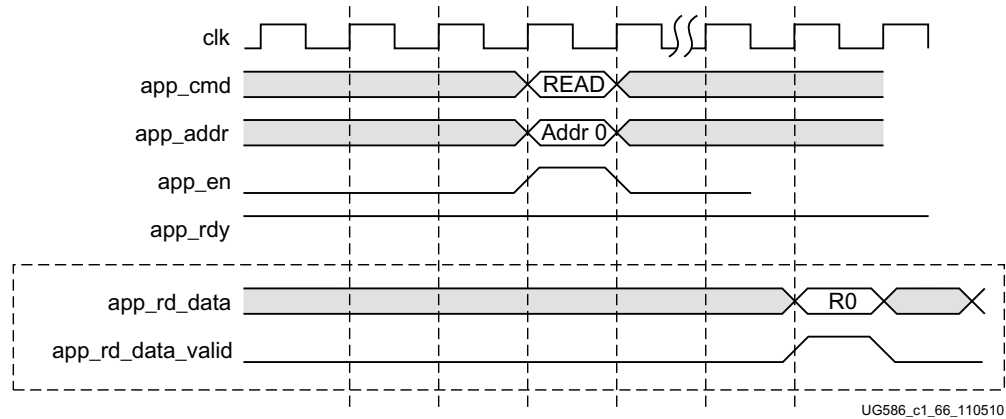 clk
app_cmd READ
app_addr Addr 0
app_en
app_rdy
app_rd_data R0
app_rd_data_valid
UG586_c1_66_110510